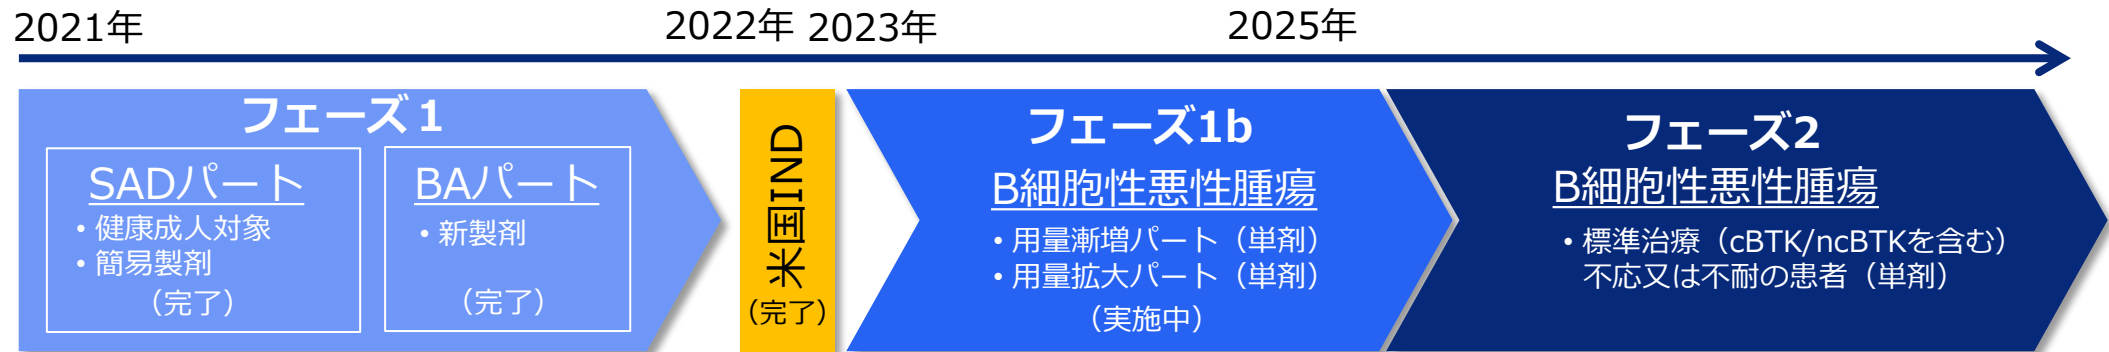 2021年
2022年
2023年
2025年
フェーズ１
SADパート
・健康成人対象
・簡易製剤
（完了）
BAパート
・新製剤
（完了）
米国IND
（完了）
フェーズ1b
B細胞性悪性腫瘍
・用量漸増パート（単剤）
・用量拡大パート（単剤）
（実施中）
フェーズ2
B細胞性悪性腫瘍
・標準治療（cBTK/ncBTKを含む）
不応又は不耐の患者（単剤）